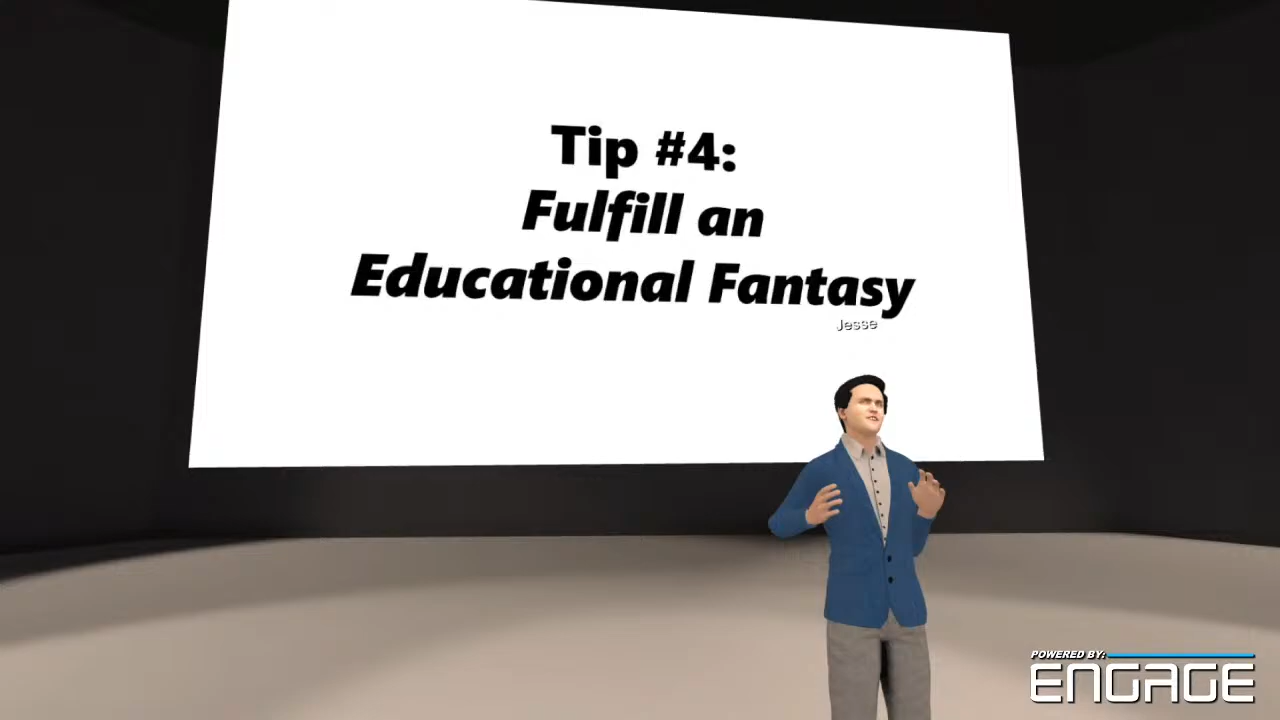 Tip #4:
Fulfill an
Educational Fantasy
Jesse
POWERED BY:
ENGAGE